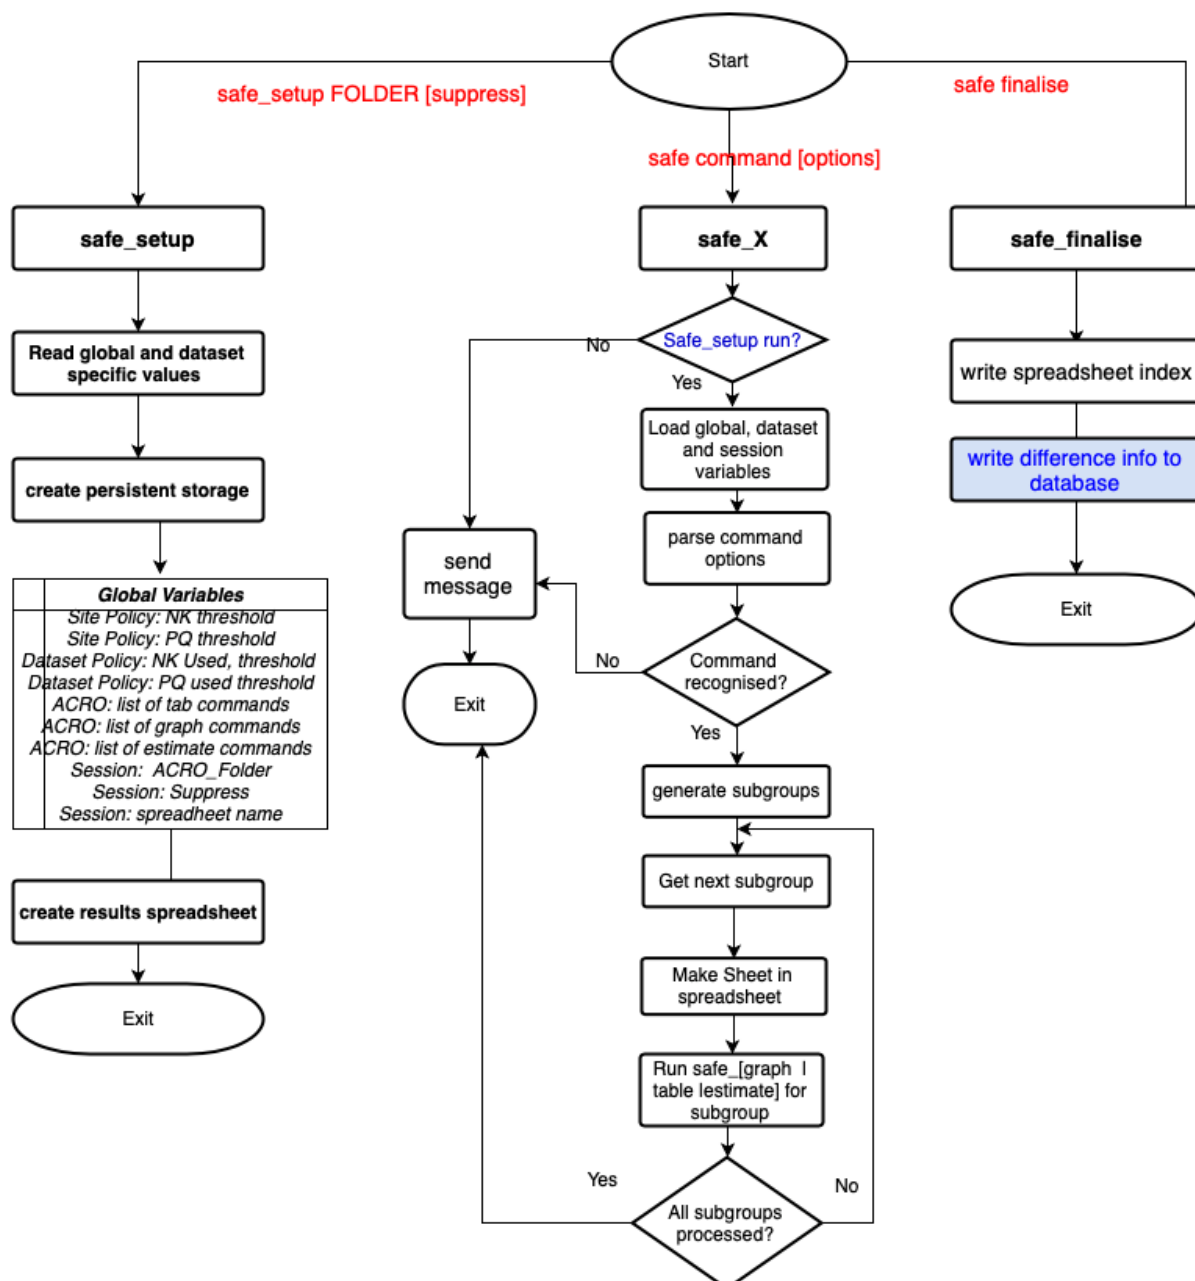 Start
safe_setup FOLDER [suppress]
safe finalise
safe command [options]
safe_setup
safe_X
safe_finalise
Read global and dataset
specific values
No
Safe_setup run?
Yes
write spreadsheet index
Load global, dataset
and session
variables
write difference info to
database
create persistent storage
parse command
options
send
message
Exit
Global Variables
Site Policy: NK threshold
Site Policy: PQ threshold
Dataset Policy: NK Used, threshold
Dataset Policy: PQ used threshold
ACRO: list of tab commands
ACRO: list of graph commands
ACRO: list of estimate commands
Session: ACRO_Folder
Session: Suppress
Session: spreadheet name
No
Command
recognised?
Exit
Yes
generate subgroups
Get next subgroup
create results spreadsheet
Make Sheet in
spreadsheet
Exit
Run safe_[graph |
table |estimate] for
subgroup
Yes
No
All subgroups
processed?